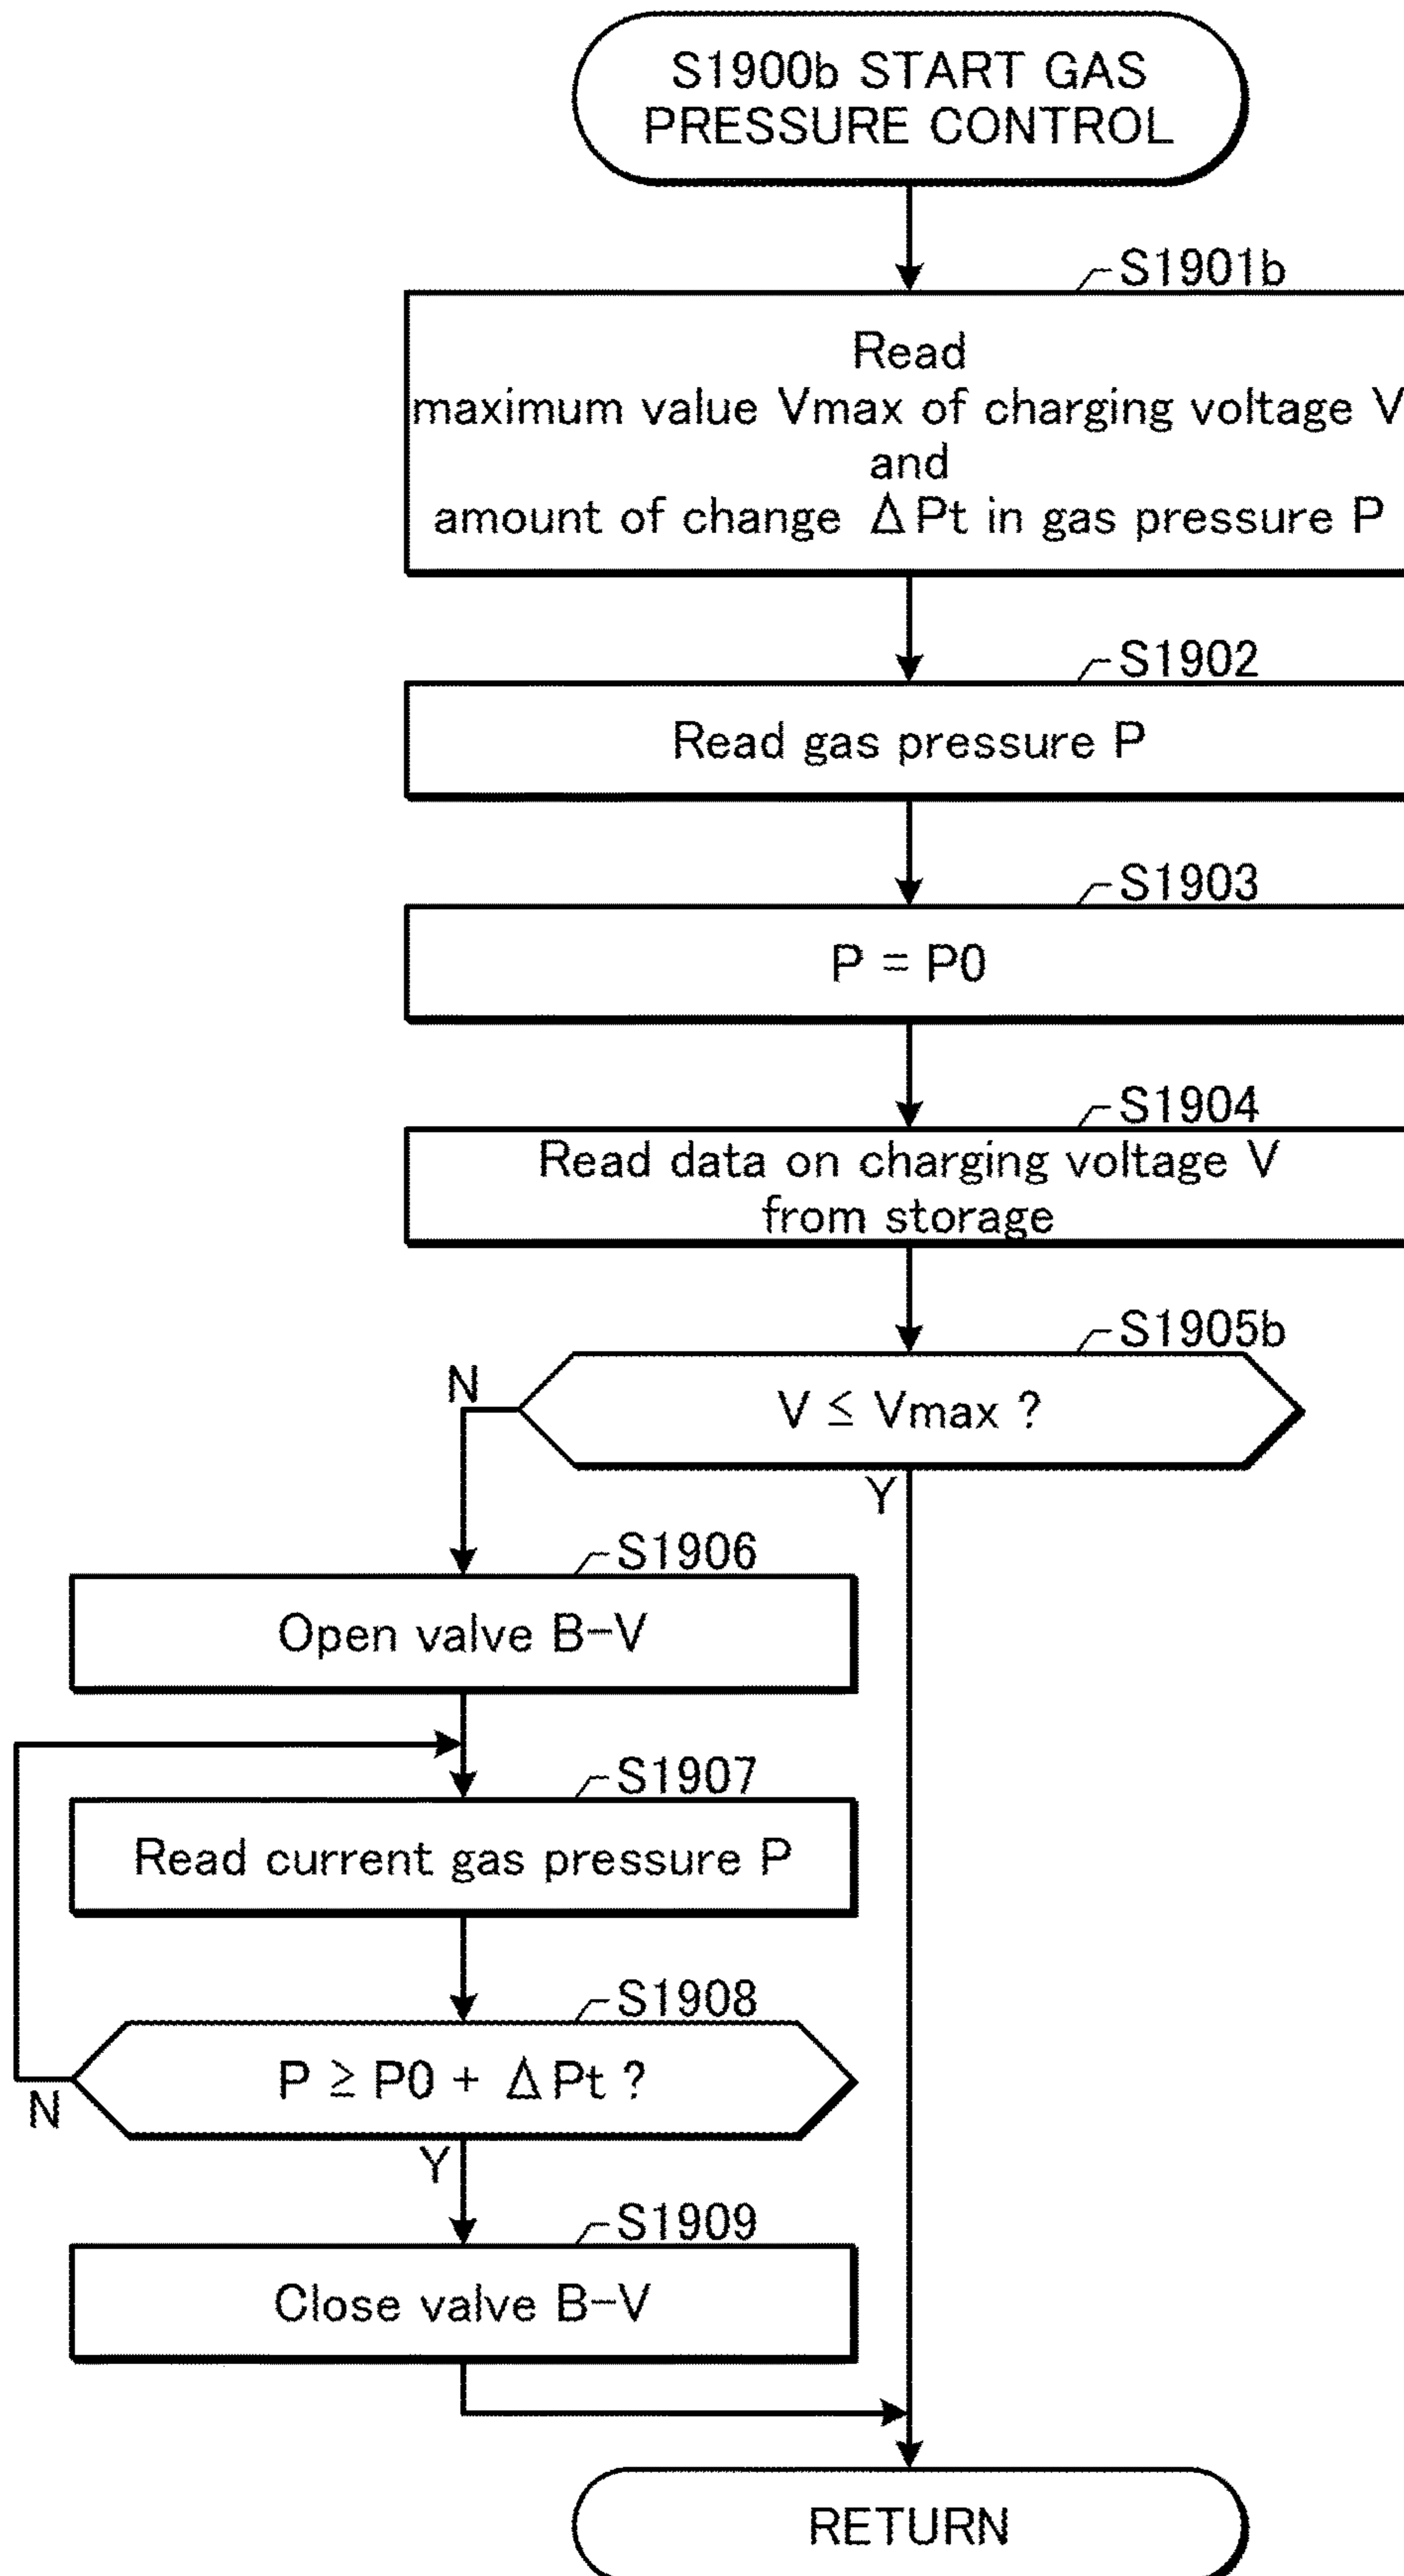 S1900b START GAS
PRESSURE CONTROL
S1901b
Read
maximum value Vmax of charging voltage V
and
amount of change ΔPt in gas pressure P
S1902
Read gas pressure P
S1903
P = P0
S1904
Read data on charging voltage V
from storage
S1905b
V ≤ Vmax ?
N
Y
S1906
Open valve B-V
S1907
Read current gas pressure P
S1908
P ≥ P0 + ΔPt ?
N
Y
S1909
Close valve B-V
RETURN